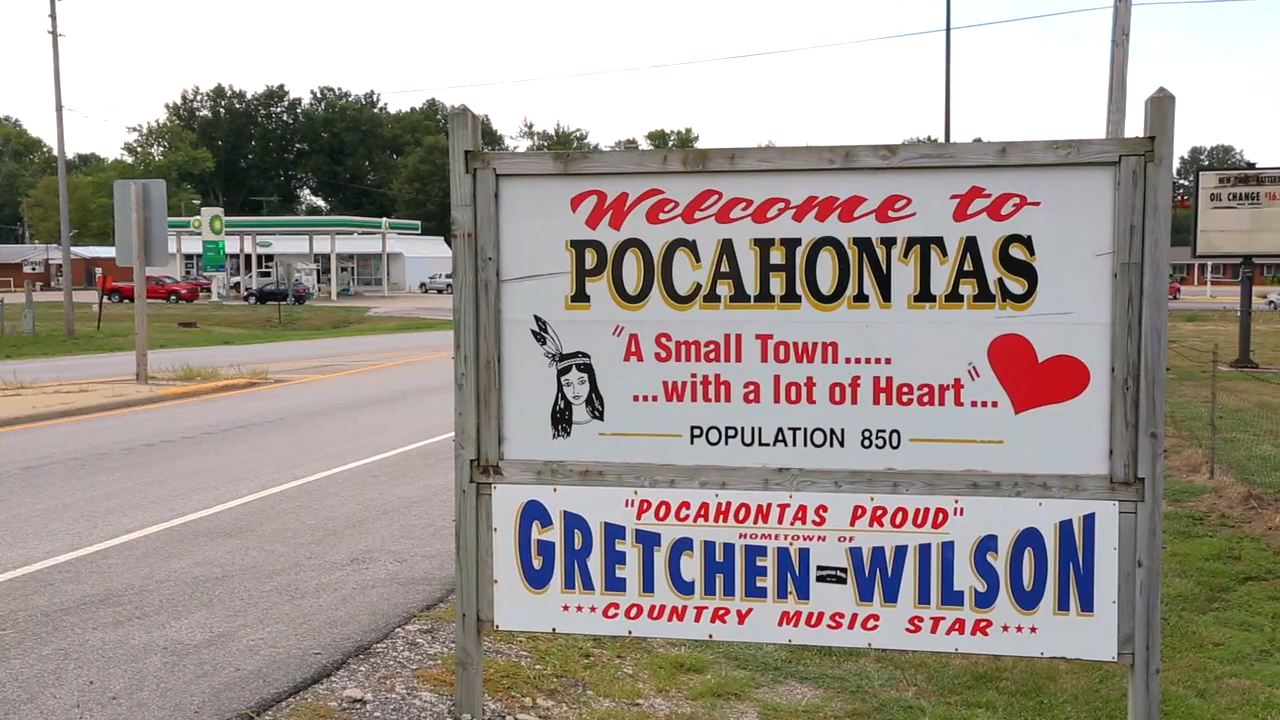 Welcome to
POCAHONTAS
"A Small Town.....
...with a lot of Heart"...
POPULATION 850
"POCAHONTAS PROUD"
HOMETOWN OF
GRETCHEN WILSON
***COUNTRY MUSIC STAR***
OIL CHANGE
Diesel